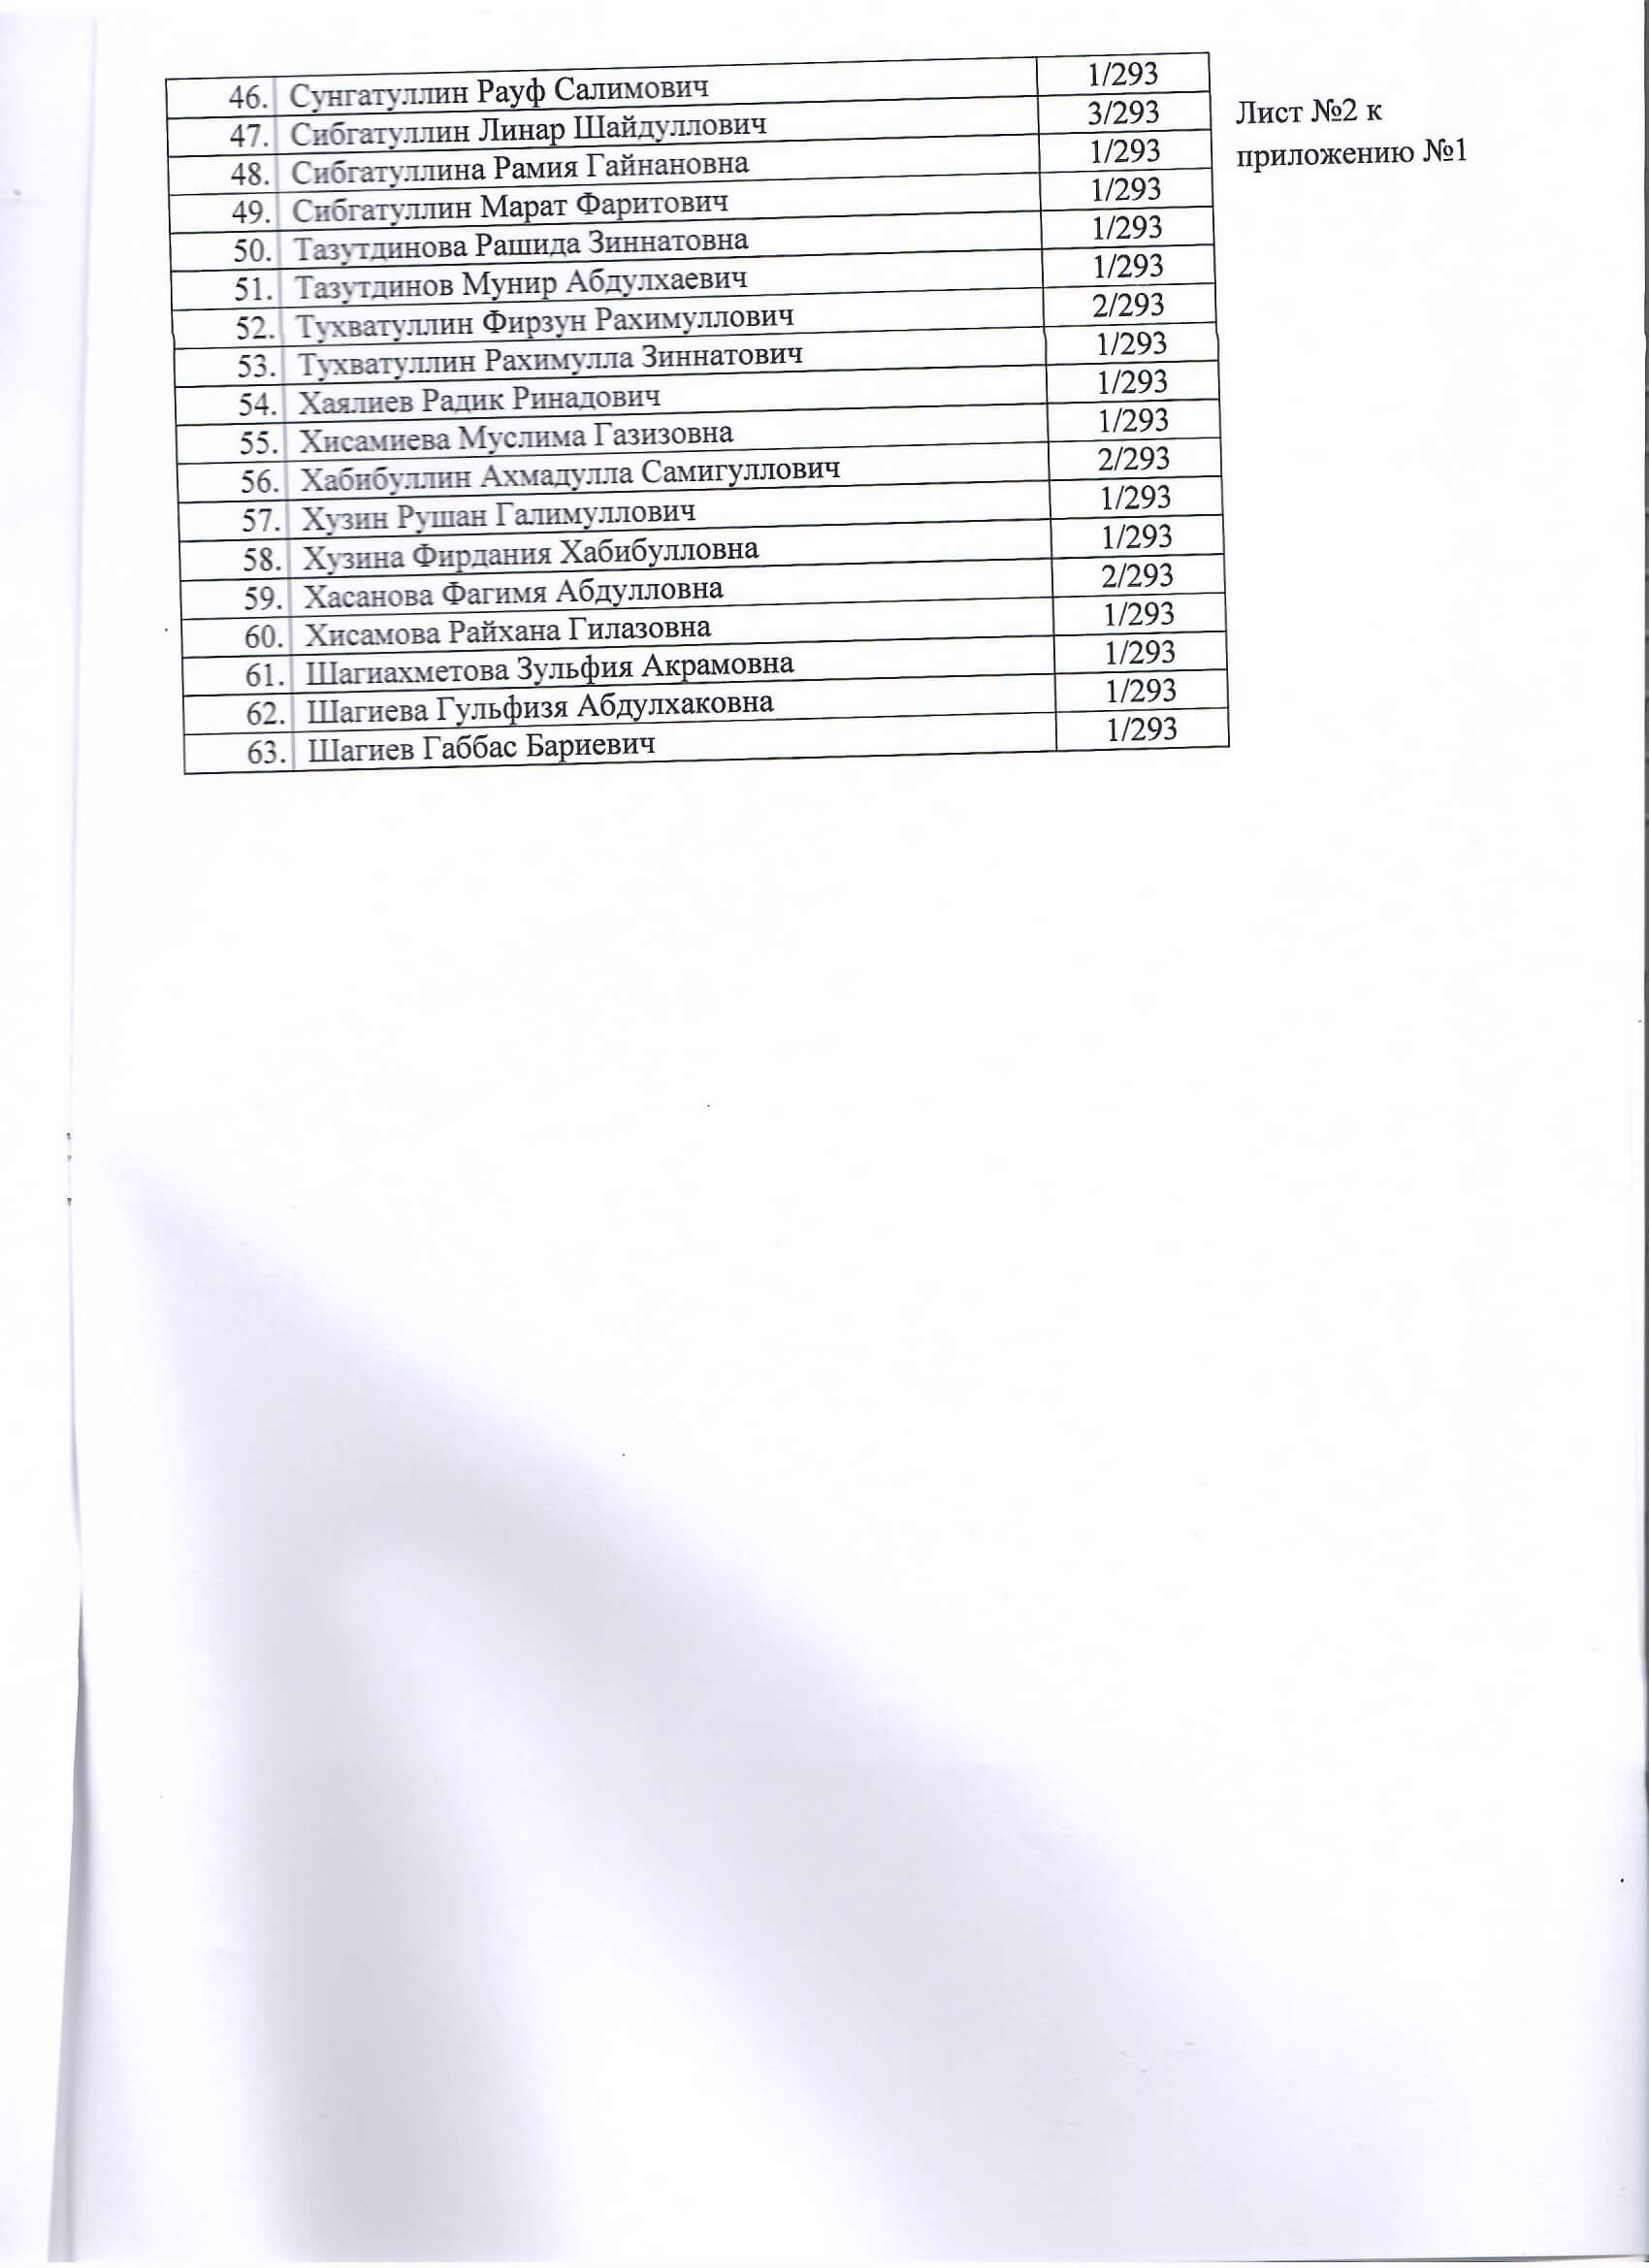 46. Сунгатуллин Рауф Салимович 1/293
47. Сибгатуллин Линар Шайдуллович 3/293
48. Сибгатуллина Рамия Гайнановна 1/293
49. Сибгатуллин Марат Фаритович 1/293
50. Тазутдинова Рашида Зиннатовна 1/293
51. Тазутдинов Мунир Абдулхаевич 1/293
52. Тухватуллин Фирзун Рахимуллович 2/293
53. Тухватуллин Рахимулла Зиннатович 1/293
54. Хаялиев Радик Ринадович 1/293
55. Хисамиева Муслима Газизовна 1/293
56. Хабибуллин Ахмадулла Самигуллович 2/293
57. Хузин Рушан Галимуллович 1/293
58. Хузина Фирдания Хабибулловна 1/293
59. Хасанова Фагимя Абдулловна 2/293
60. Хисамова Райхана Гилазовна 1/293
61. Шагиахметова Зульфия Акрамовна 1/293
62. Шагиева Гульфизя Абдулхаковна 1/293
63. Шагиев Габбас Бариевич 1/293
Лист №2 к
приложению №1